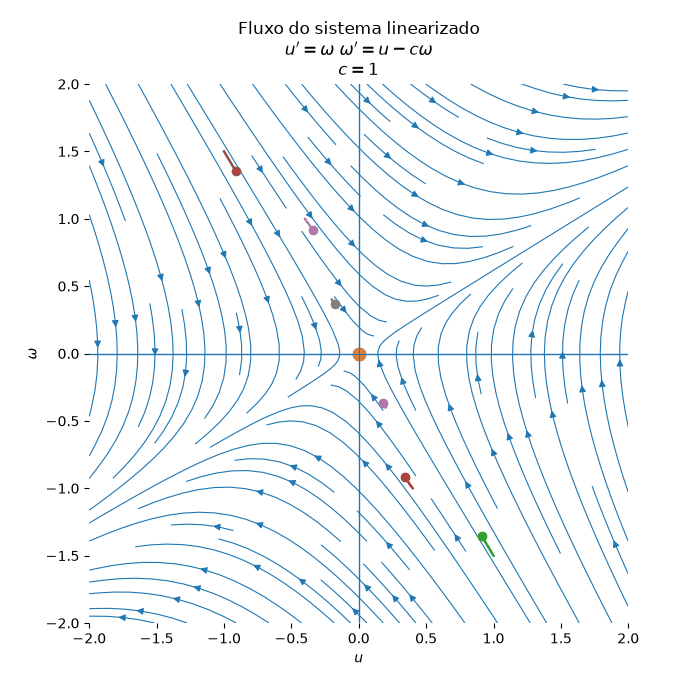 Fluxo do sistema linearizado
u′ = ω ω′ = u − cω
c = 1
2.0
1.5
1.0
0.5
0.0
−0.5
−1.0
−1.5
−2.0
ω
−2.0 −1.5 −1.0 −0.5 0.0 0.5 1.0 1.5 2.0
u